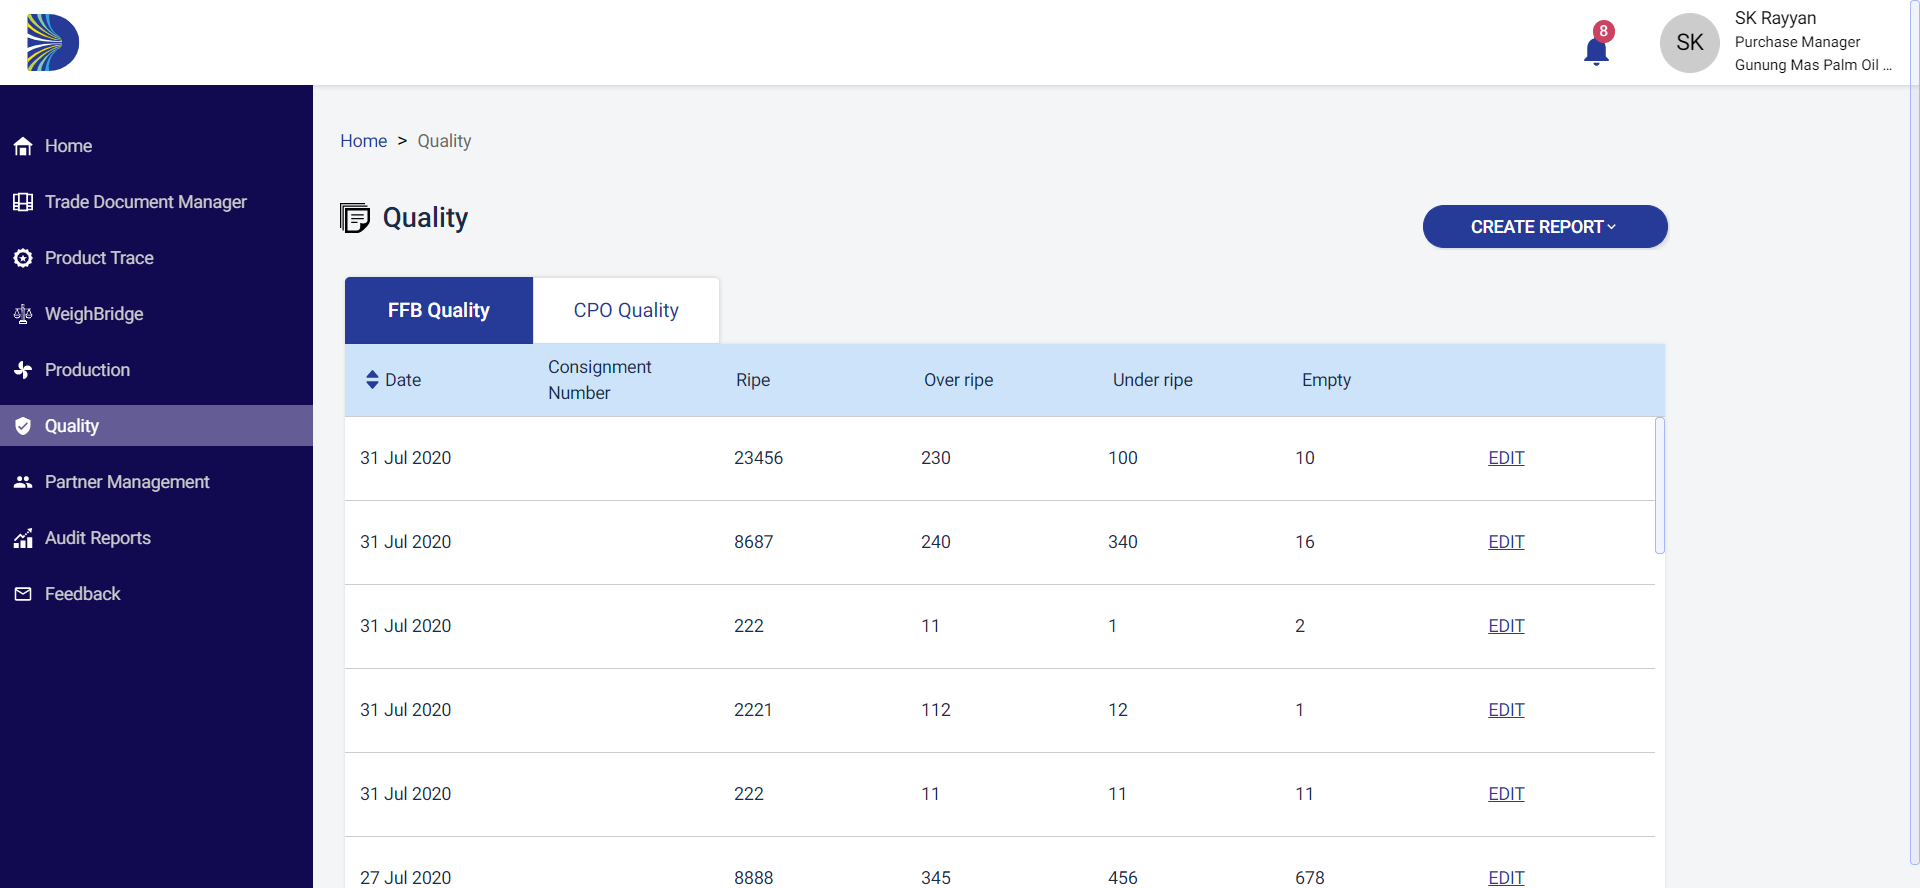 8
SK
SK Rayyan
Purchase Manager
Gunung Mas Palm Oil ...
Home
Trade Document Manager
Product Trace
WeighBridge
Production
Quality
Partner Management
Audit Reports
Feedback
Home > Quality
Quality
CREATE REPORT
FFB Quality CPO Quality
Date Consignment Number Ripe Over ripe Under ripe Empty
31 Jul 2020 23456 230 100 10 EDIT
31 Jul 2020 8687 240 340 16 EDIT
31 Jul 2020 222 11 1 2 EDIT
31 Jul 2020 2221 112 12 1 EDIT
31 Jul 2020 222 11 11 11 EDIT
27 Jul 2020 8888 345 456 678 EDIT